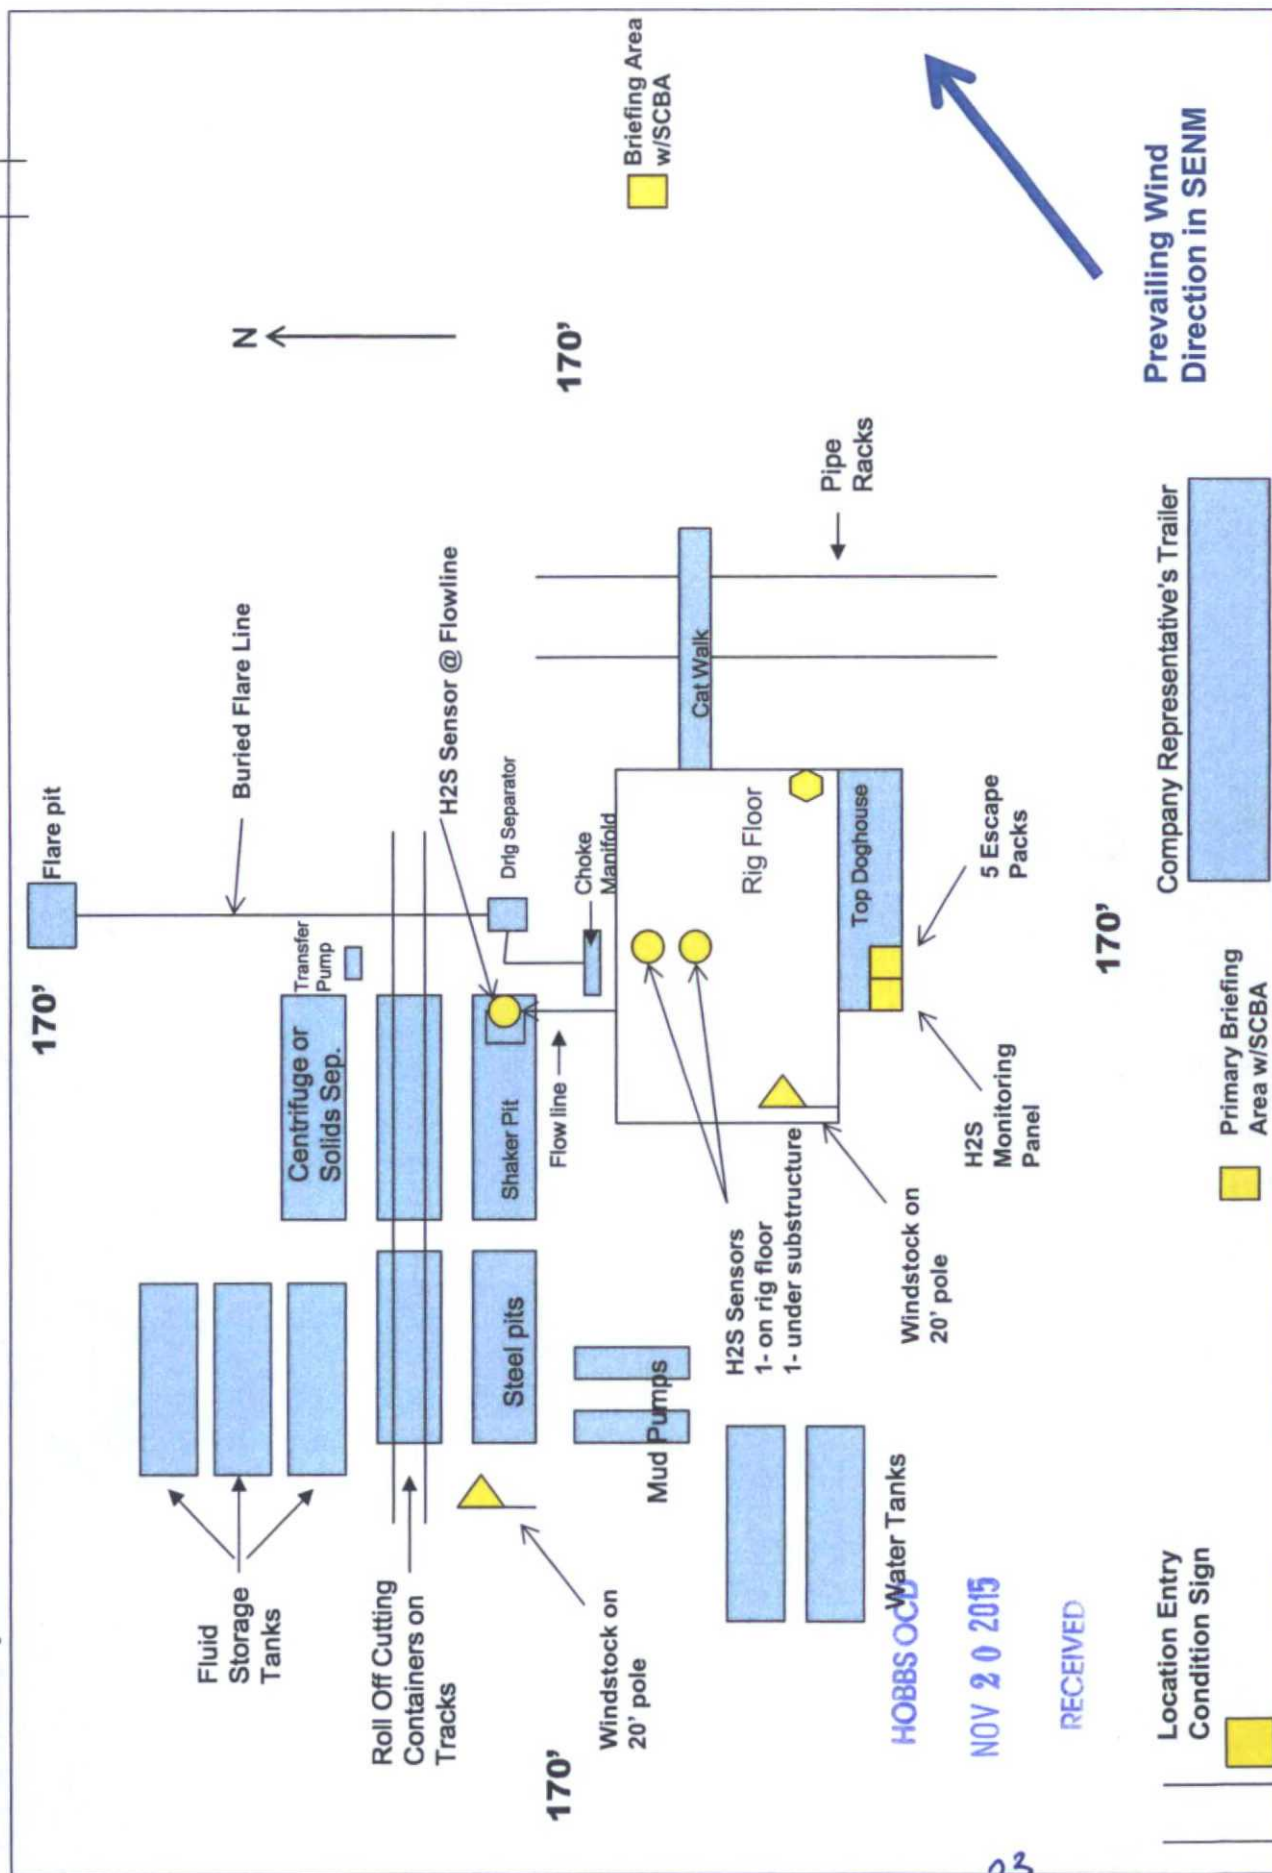 170'
Flare pit
Buried Flare Line
N
Briefing Area
w/SCBA
Fluid
Storage
Tanks
Centrifuge or
Solids Sep.
Transfer
Pump
H2S Sensor @ Flowline
Roll Off Cutting
Containers on
Tracks
Steel pits
Shaker Pit
Drlg Separator
170'
Windstock on
20' pole
170'
Flow line
Choke
Manifold
Mud Pumps
H2S Sensors
1- on rig floor
1- under substructure
Rig Floor
Cat Walk
Pipe
Racks
Water Tanks
Windstock on
20' pole
Top Doghouse
H2S
Monitoring
Panel
5 Escape
Packs
170'
HOBBS OCD
NOV 20 2015
RECEIVED
Location Entry
Condition Sign
Primary Briefing
Area w/SCBA
Company Representative's Trailer
Prevailing Wind
Direction in SENM